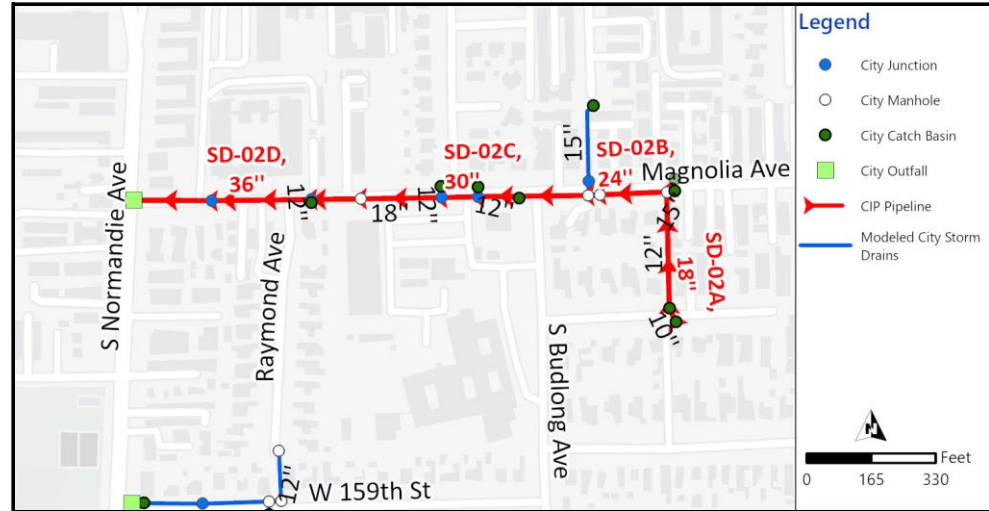 Legend
City Junction
City Manhole
City Catch Basin
City Outfall
CIP Pipeline
Modeled City Storm
Drains
N
Feet
0 165 330
15"
SD-02D,
36"
SD-02C,
30"
SD-02B,
24"
Magnolia Ave
12"
18"
12"
12"
15"
12"
SD-02A,
18"
10"
S Normandie Ave
Raymond Ave
S Budlong Ave
12"
W 159th St